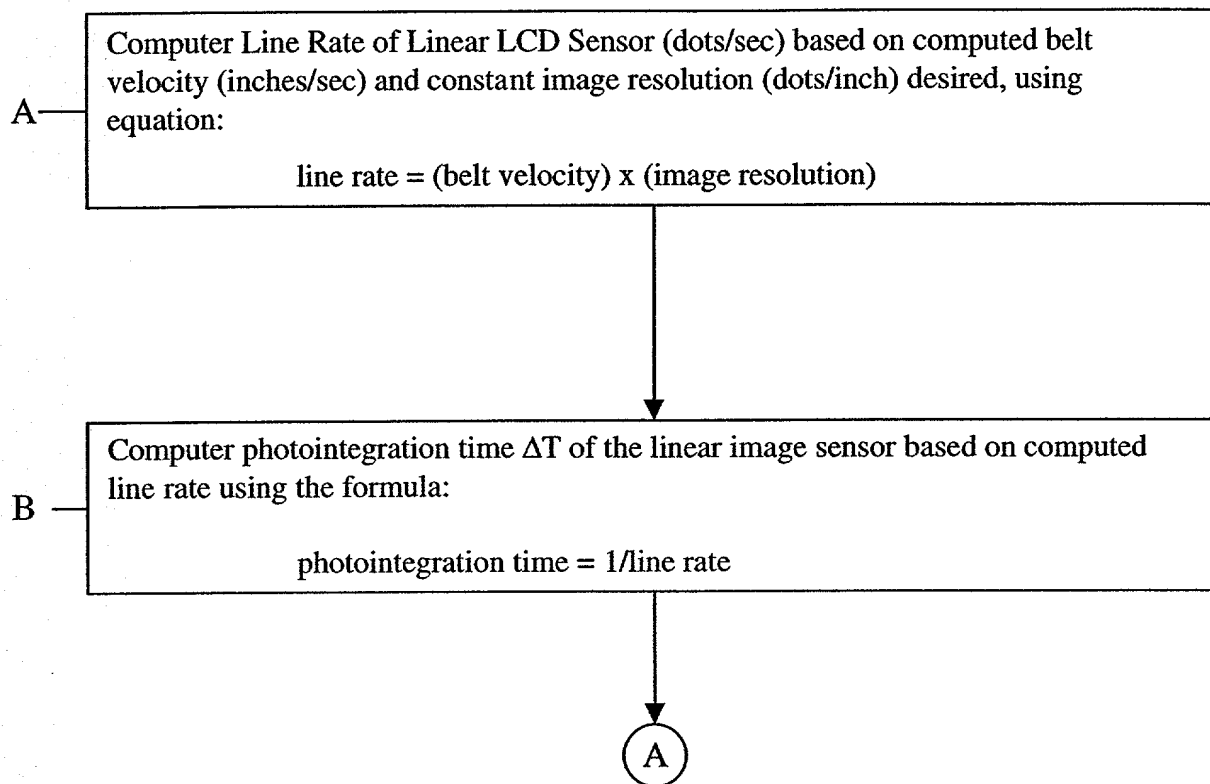 Computer Line Rate of Linear LCD Sensor (dots/sec) based on computed belt
velocity (inches/sec) and constant image resolution (dots/inch) desired, using
A
equation:
line rate = (belt velocity) x (image resolution)
Computer photointegration time ΔT of the linear image sensor based on computed
B
line rate using the formula:
photointegration time = 1/line rate
A